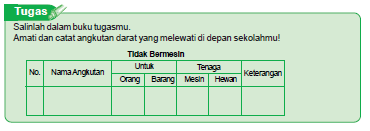 Tugas
Salinlah dalam buku tugasmu.
Amati dan catat angkutan darat yang melewati di depan sekolahmu!
Tidak Bermesin
No. Nama Angkutan Untuk Tenaga Keterangan
Orang Barang Mesin Hewan